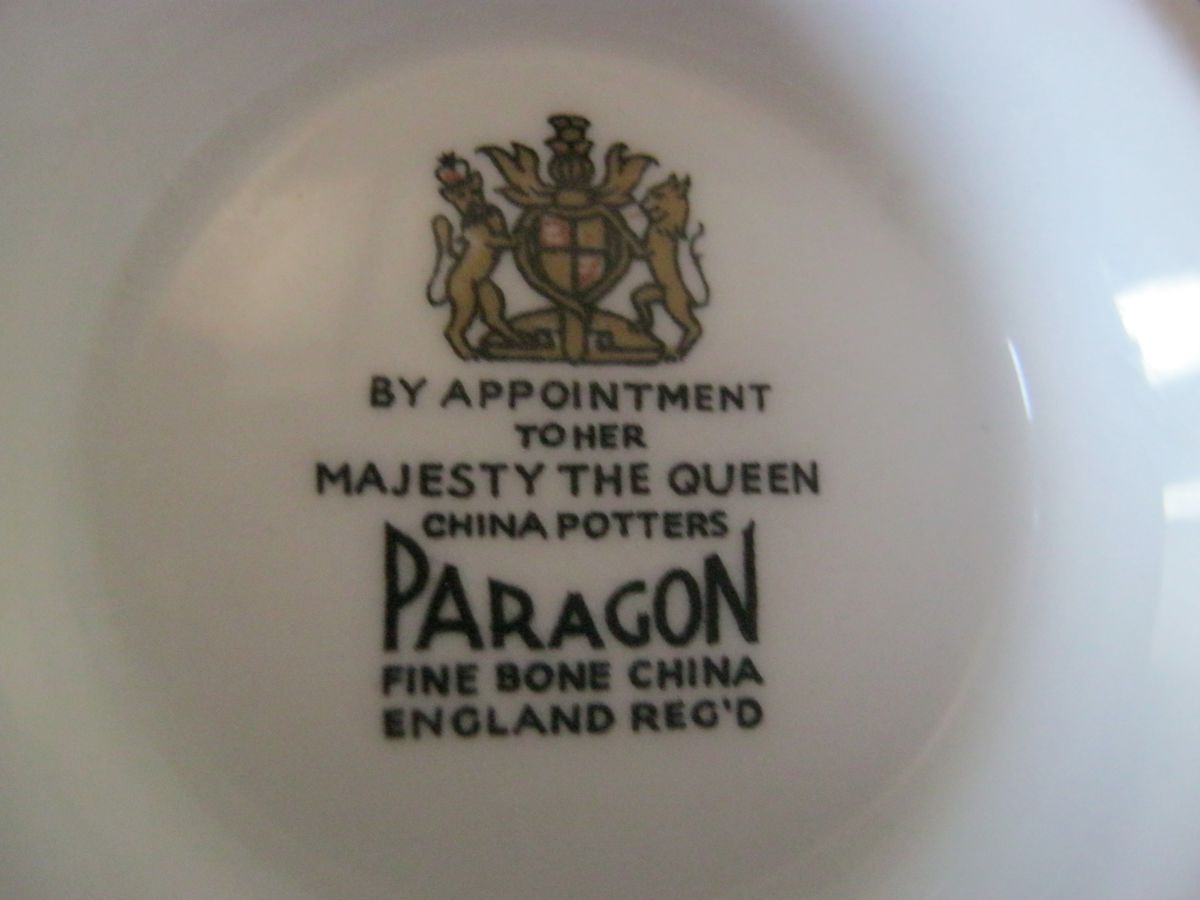 BY APPOINTMENT
TO HER
MAJESTY THE QUEEN
CHINA POTTERS
PARAGON
FINE BONE CHINA
ENGLAND REG'D